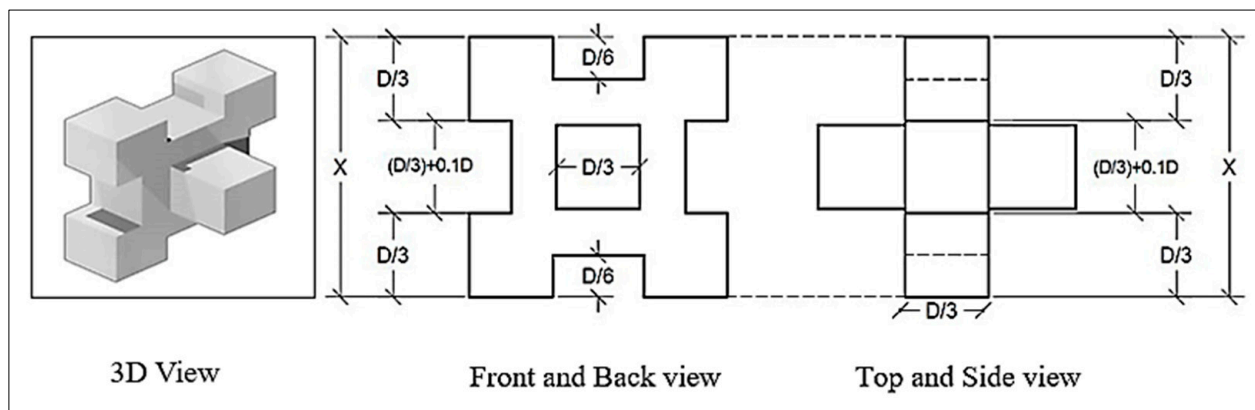 D/3
D/6
D/3
X
(D/3)+0.1D
D/3
(D/3)+0.1D
X
D/3
D/6
D/3
D/3
3D View
Front and Back view
Top and Side view